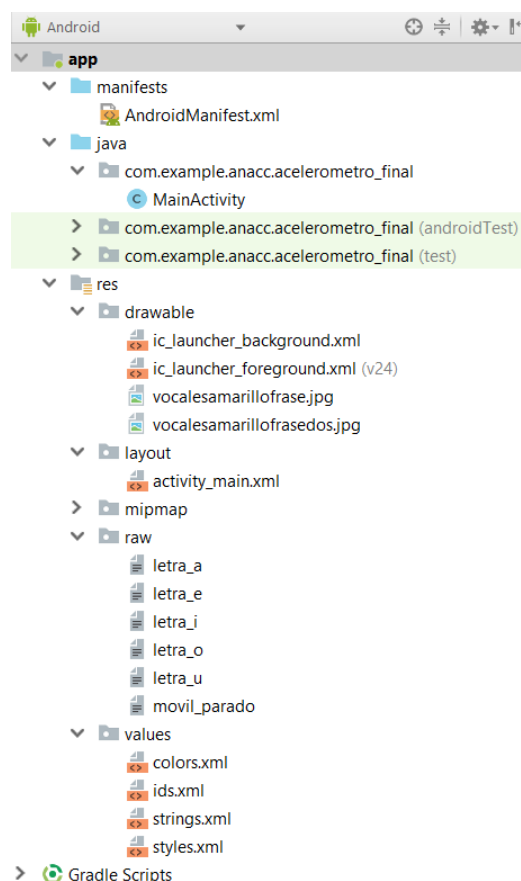 Android
app
manifests
AndroidManifest.xml
java
com.example.anacc.acelerometro_final
C MainActivity
com.example.anacc.acelerometro_final (androidTest)
com.example.anacc.acelerometro_final (test)
res
drawable
ic_launcher_background.xml
ic_launcher_foreground.xml (v24)
vocalesamarillofrase.jpg
vocalesamarillofrasedos.jpg
layout
activity_main.xml
mipmap
raw
letra_a
letra_e
letra_i
letra_o
letra_u
movil_parado
values
colors.xml
ids.xml
strings.xml
styles.xml
Gradle Scripts